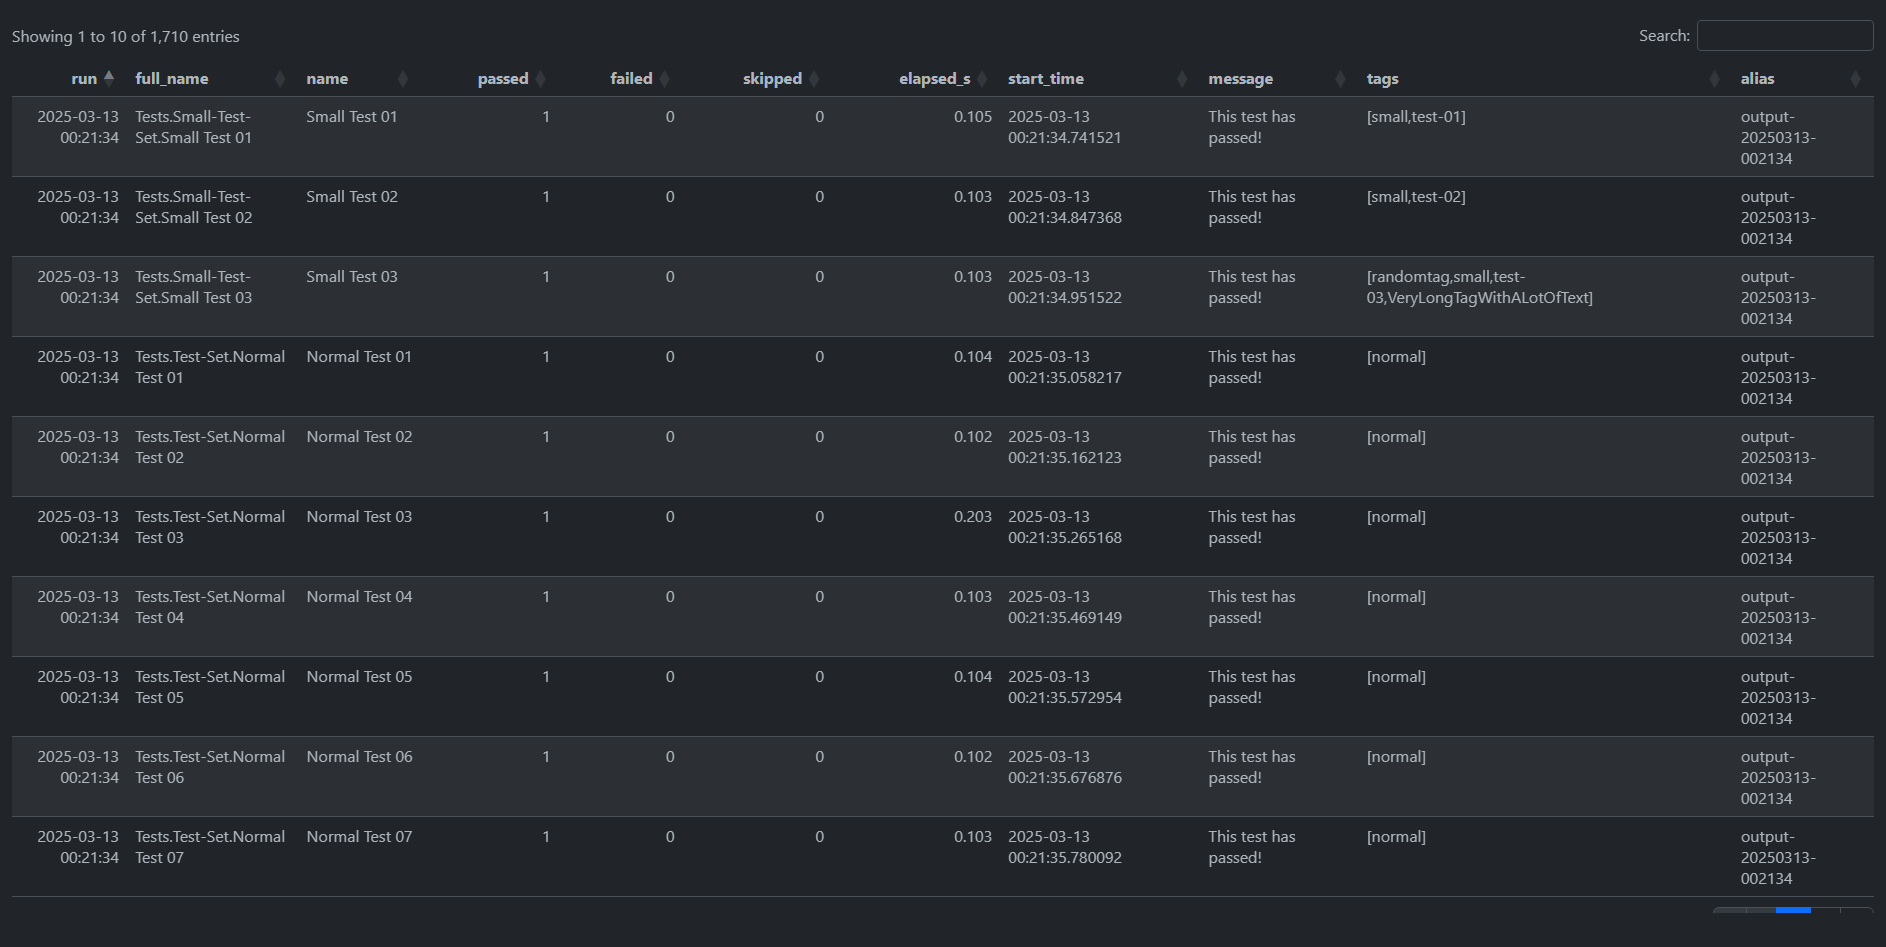 Showing 1 to 10 of 1,710 entries
Search:
run full_name name passed failed skipped elapsed_s start_time message tags alias
2025-03-13 Tests.Small-Test- Small Test 01 1 0 0 0.105 2025-03-13 This test has [small,test-01] output-
00:21:34 Set.Small Test 01 00:21:34.741521 passed! 20250313-
002134
2025-03-13 Tests.Small-Test- Small Test 02 1 0 0 0.103 2025-03-13 This test has [small,test-02] output-
00:21:34 Set.Small Test 02 00:21:34.847368 passed! 20250313-
002134
2025-03-13 Tests.Small-Test- Small Test 03 1 0 0 0.103 2025-03-13 This test has [randomtag,small,test- output-
00:21:34 Set.Small Test 03 00:21:34.951522 passed! 03,VeryLongTagWithALotOfText] 20250313-
002134
2025-03-13 Tests.Test-Set.Normal Normal Test 01 1 0 0 0.104 2025-03-13 This test has [normal] output-
00:21:34 Test 01 00:21:35.058217 passed! 20250313-
002134
2025-03-13 Tests.Test-Set.Normal Normal Test 02 1 0 0 0.102 2025-03-13 This test has [normal] output-
00:21:34 Test 02 00:21:35.162123 passed! 20250313-
002134
2025-03-13 Tests.Test-Set.Normal Normal Test 03 1 0 0 0.203 2025-03-13 This test has [normal] output-
00:21:34 Test 03 00:21:35.265168 passed! 20250313-
002134
2025-03-13 Tests.Test-Set.Normal Normal Test 04 1 0 0 0.103 2025-03-13 This test has [normal] output-
00:21:34 Test 04 00:21:35.469149 passed! 20250313-
002134
2025-03-13 Tests.Test-Set.Normal Normal Test 05 1 0 0 0.104 2025-03-13 This test has [normal] output-
00:21:34 Test 05 00:21:35.572954 passed! 20250313-
002134
2025-03-13 Tests.Test-Set.Normal Normal Test 06 1 0 0 0.102 2025-03-13 This test has [normal] output-
00:21:34 Test 06 00:21:35.676876 passed! 20250313-
002134
2025-03-13 Tests.Test-Set.Normal Normal Test 07 1 0 0 0.103 2025-03-13 This test has [normal] output-
00:21:34 Test 07 00:21:35.780092 passed! 20250313-
002134